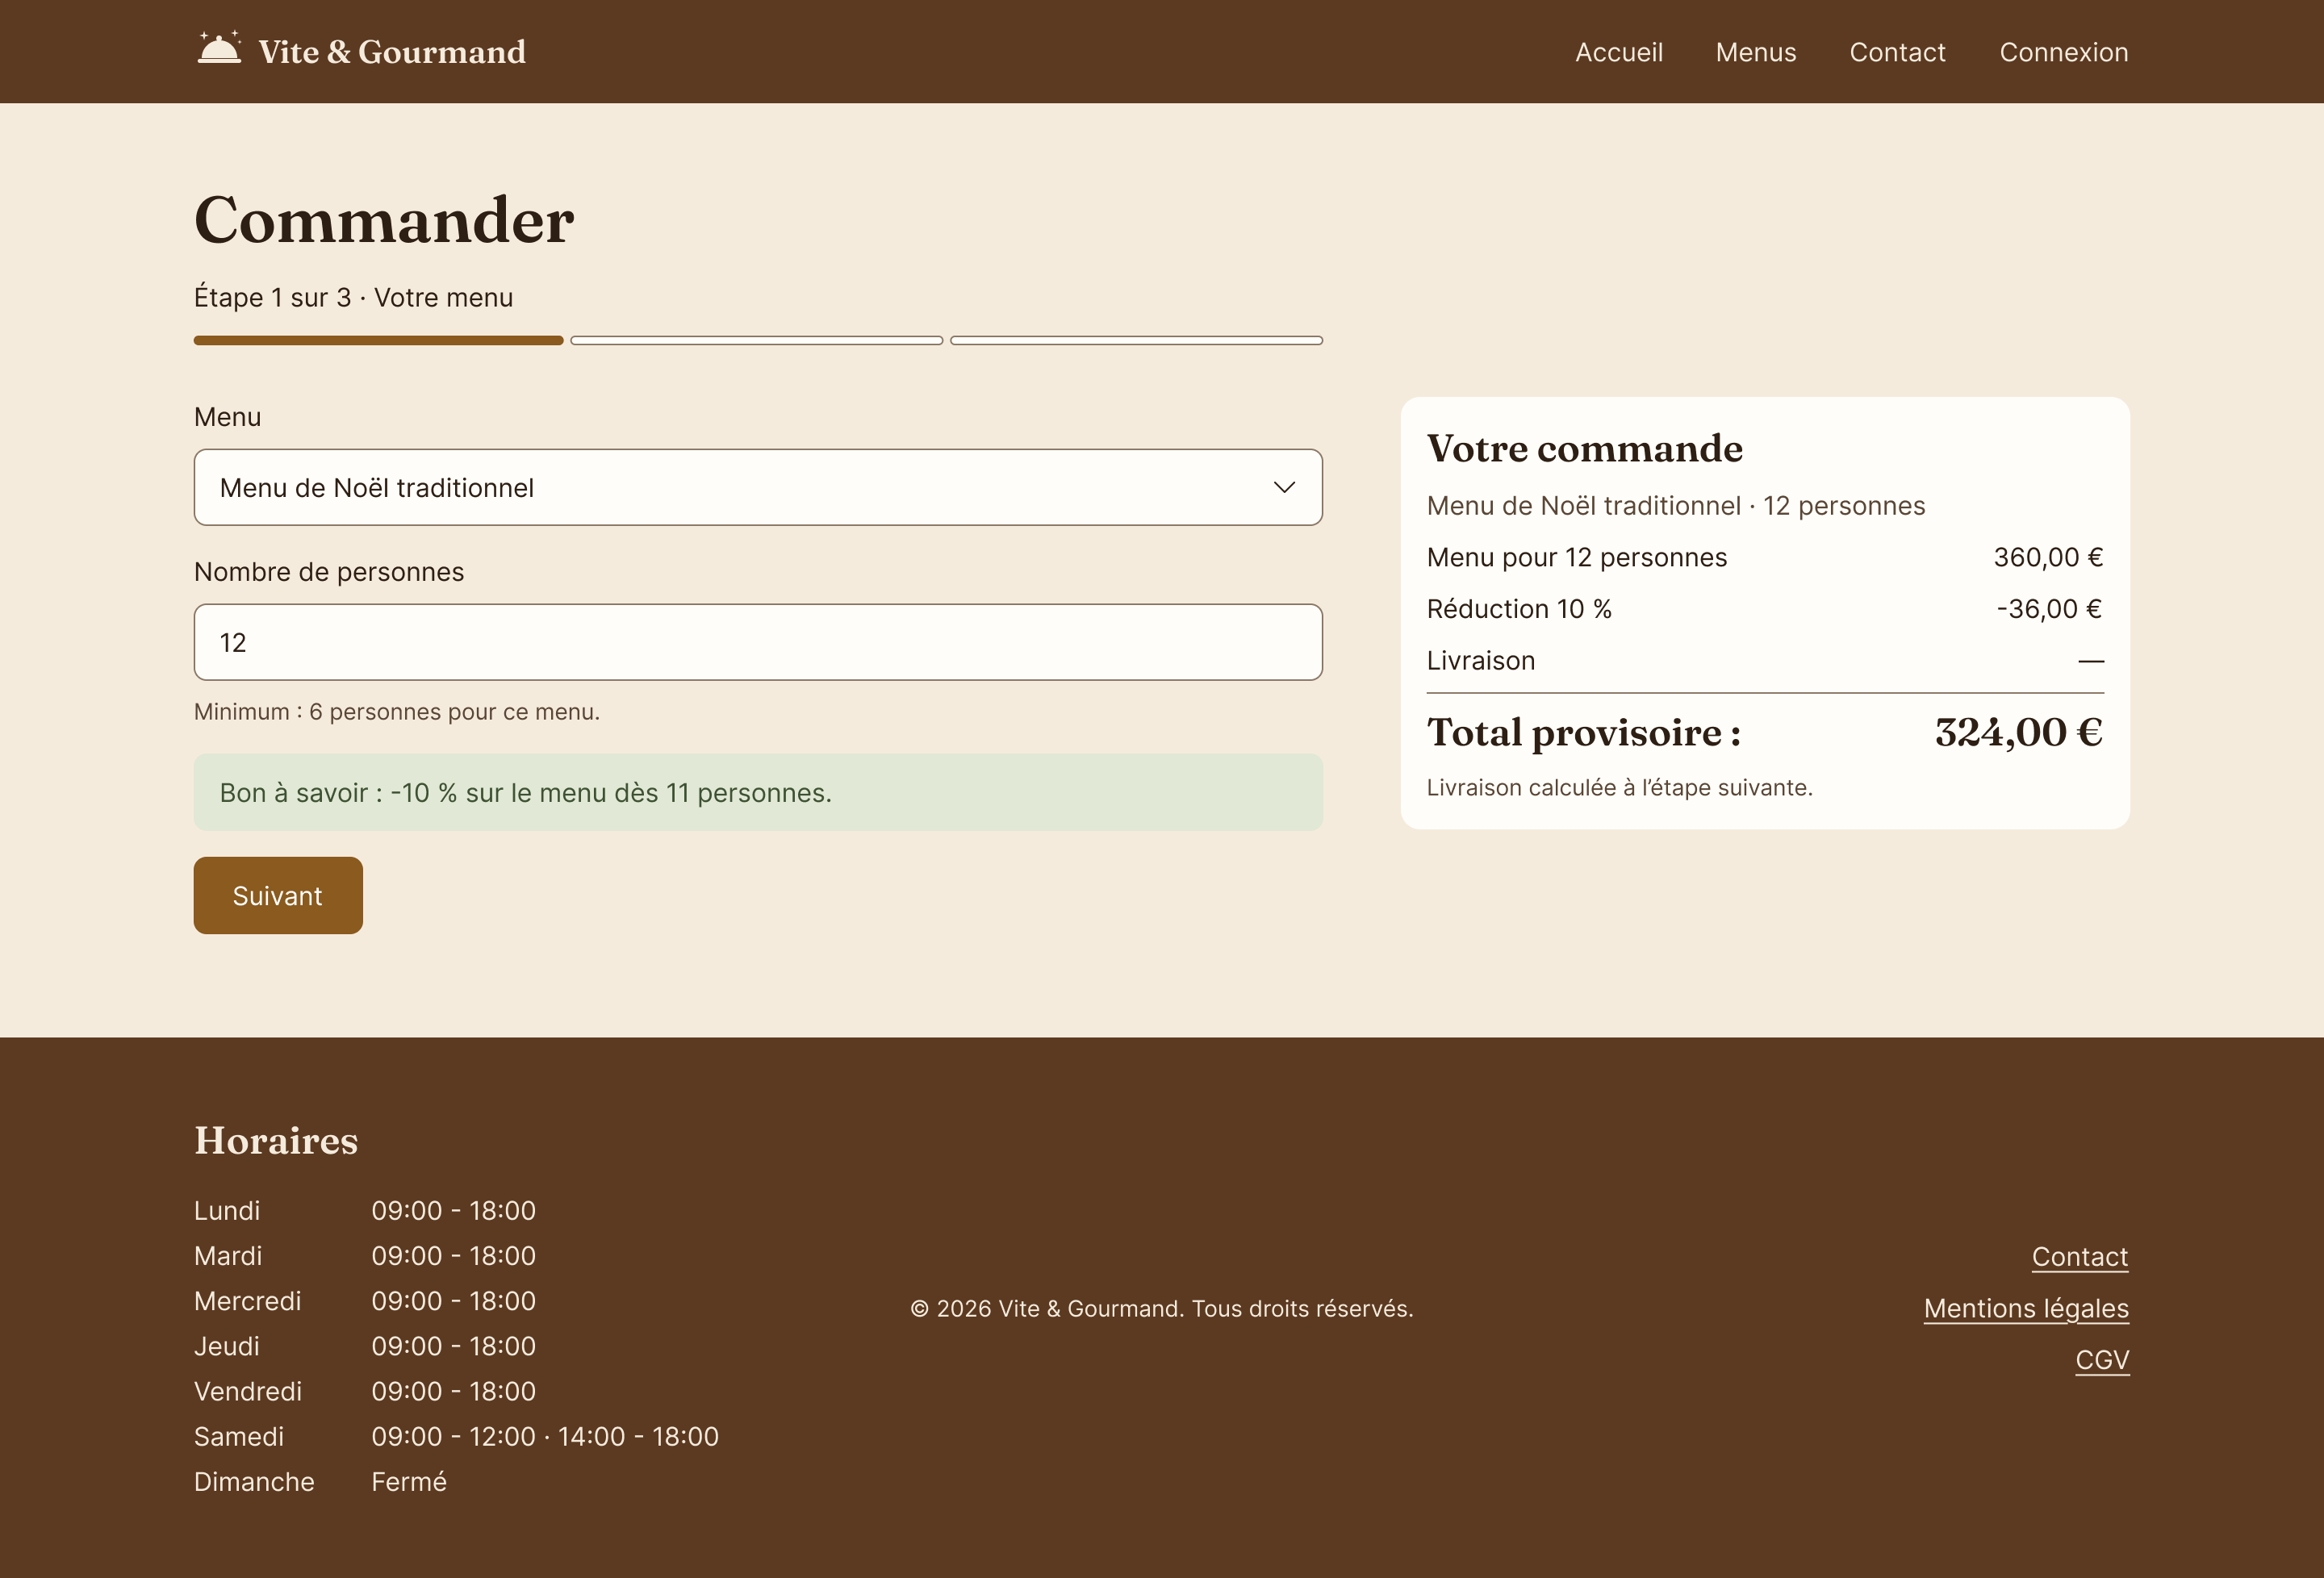 Vite & Gourmand
Accueil Menus Contact Connexion
Commander
Étape 1 sur 3 · Votre menu
Menu
Menu de Noël traditionnel
Nombre de personnes
12
Minimum : 6 personnes pour ce menu.
Bon à savoir : -10 % sur le menu dès 11 personnes.
Suivant
Votre commande
Menu de Noël traditionnel · 12 personnes
Menu pour 12 personnes 360,00 €
Réduction 10 % -36,00 €
Livraison —
Total provisoire : 324,00 €
Livraison calculée à l’étape suivante.
Horaires
Lundi 09:00 - 18:00
Mardi 09:00 - 18:00
Mercredi 09:00 - 18:00
Jeudi 09:00 - 18:00
Vendredi 09:00 - 18:00
Samedi 09:00 - 12:00 · 14:00 - 18:00
Dimanche Fermé
© 2026 Vite & Gourmand. Tous droits réservés.
Contact
Mentions légales
CGV